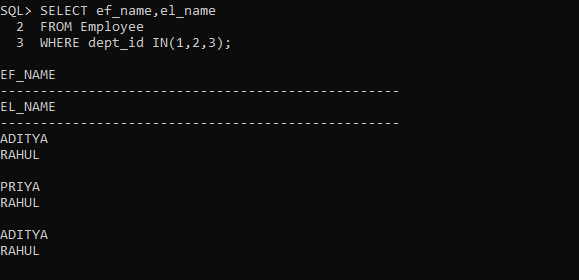 SQL> SELECT ef_name,el_name
  2  FROM Employee
  3  WHERE dept_id IN(1,2,3);
EF_NAME
--------------------------------------------------
EL_NAME
--------------------------------------------------
ADITYA
RAHUL
PRIYA
RAHUL
ADITYA
RAHUL